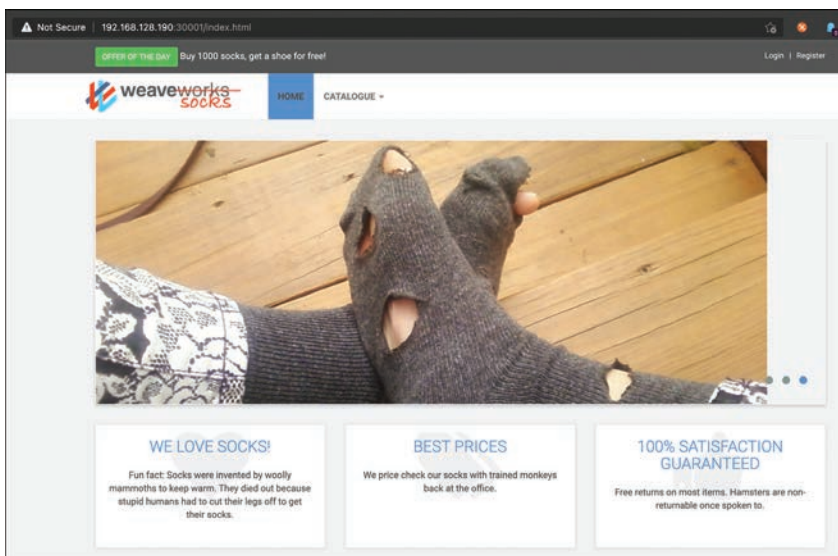 Not Secure | 192.168.128.190:30001/index.html
OFFER OF THE DAY Buy 1000 socks, get a shoe for free! Login | Register
weaveworks
socks
HOME CATALOGUE
WE LOVE SOCKS!
Fun fact: Socks were invented by woolly
mammoths to keep warm. They died out because
stupid humans had to cut their legs off to get
their socks.
BEST PRICES
We price check our socks with trained monkeys
back at the office.
100% SATISFACTION
GUARANTEED
Free returns on most items. Hamsters are non-
returnable once spoken to.